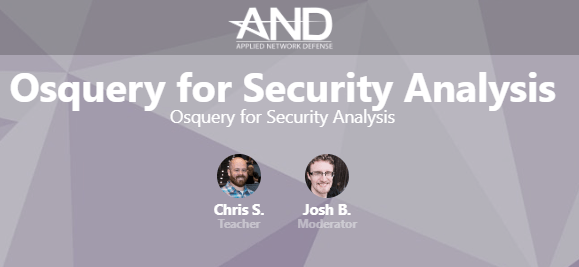 AND
APPLIED NETWORK DEFENSE
Osquery for Security Analysis
Osquery for Security Analysis
Chris S.
Josh B.
Teacher
Moderator